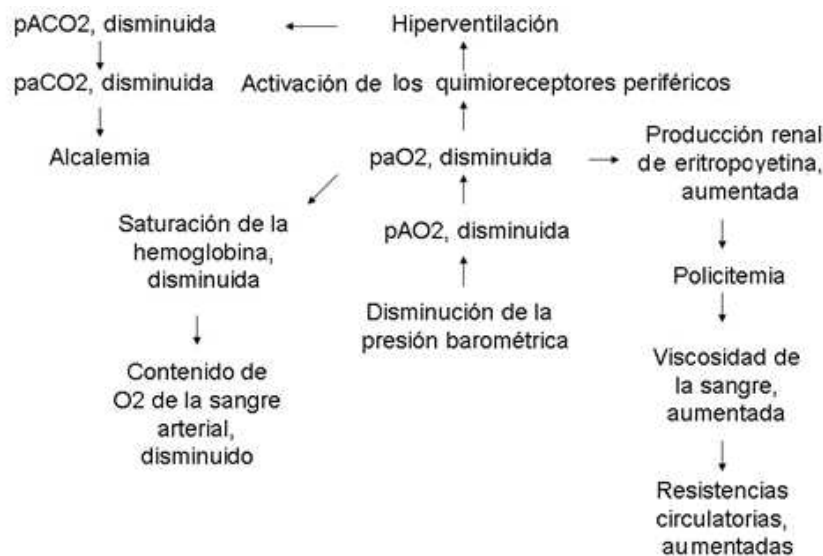 pACO2, disminuida
Hiperventilación
paCO2, disminuida
Activación de los quimioreceptores periféricos
Alcalemia
paO2, disminuida
Producción renal
de eritropoyetina,
aumentada
Saturación de la
hemoglobina,
disminuida
pAO2, disminuida
Policitemia
Disminución de la
presión barométrica
Contenido de
O2 de la sangre
arterial,
disminuido
Viscosidad de
la sangre,
aumentada
Resistencias
circulatorias,
aumentadas